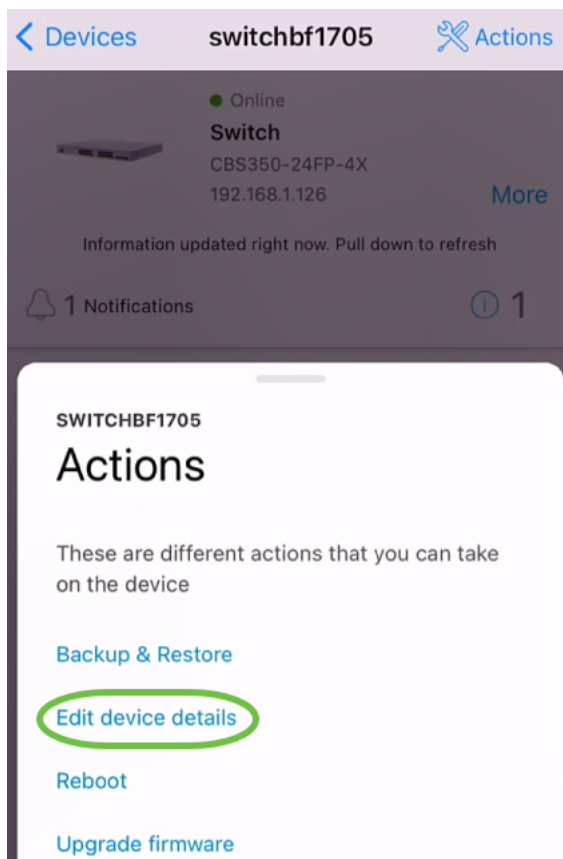 Devices
switchbf1705
Actions
Online
Switch
CBS350-24FP-4X
192.168.1.126
More
Information updated right now. Pull down to refresh
1 Notifications
1
SWITCHBF1705
Actions
These are different actions that you can take
on the device
Backup & Restore
Edit device details
Reboot
Upgrade firmware